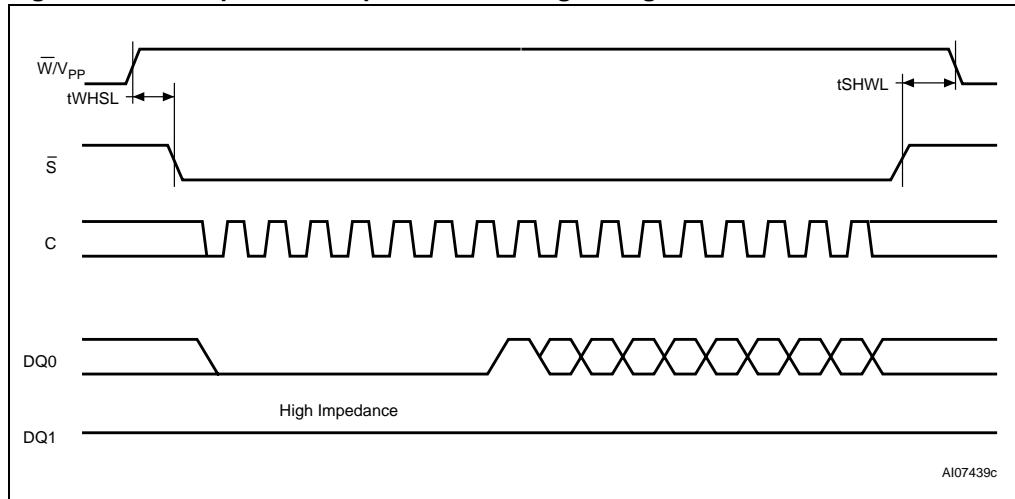 W/VPP
tWHSL
tSHWL
S
C
DQ0
High Impedance
DQ1
AI07439c